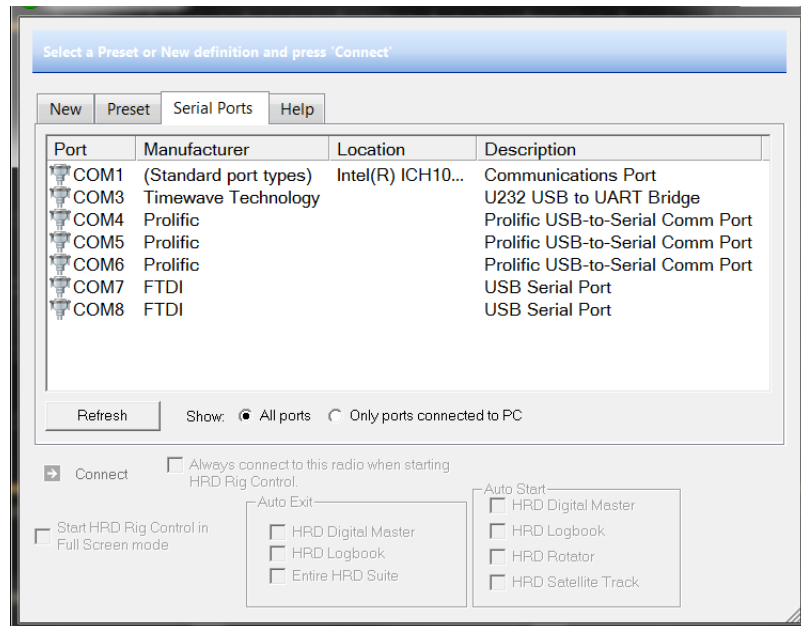 Select a Preset or New definition and press 'Connect'
New Preset Serial Ports Help
Port Manufacturer Location Description
COM1 (Standard port types) Intel(R) ICH10... Communications Port
COM3 Timewave Technology U232 USB to UART Bridge
COM4 Prolific Prolific USB-to-Serial Comm Port
COM5 Prolific Prolific USB-to-Serial Comm Port
COM6 Prolific Prolific USB-to-Serial Comm Port
COM7 FTDI USB Serial Port
COM8 FTDI USB Serial Port
Refresh Show: All ports Only ports connected to PC
Connect
Always connect to this radio when starting
HRD Rig Control.
Start HRD Rig Control in
Full Screen mode
Auto Exit
HRD Digital Master
HRD Logbook
Entire HRD Suite
Auto Start
HRD Digital Master
HRD Logbook
HRD Rotator
HRD Satellite Track